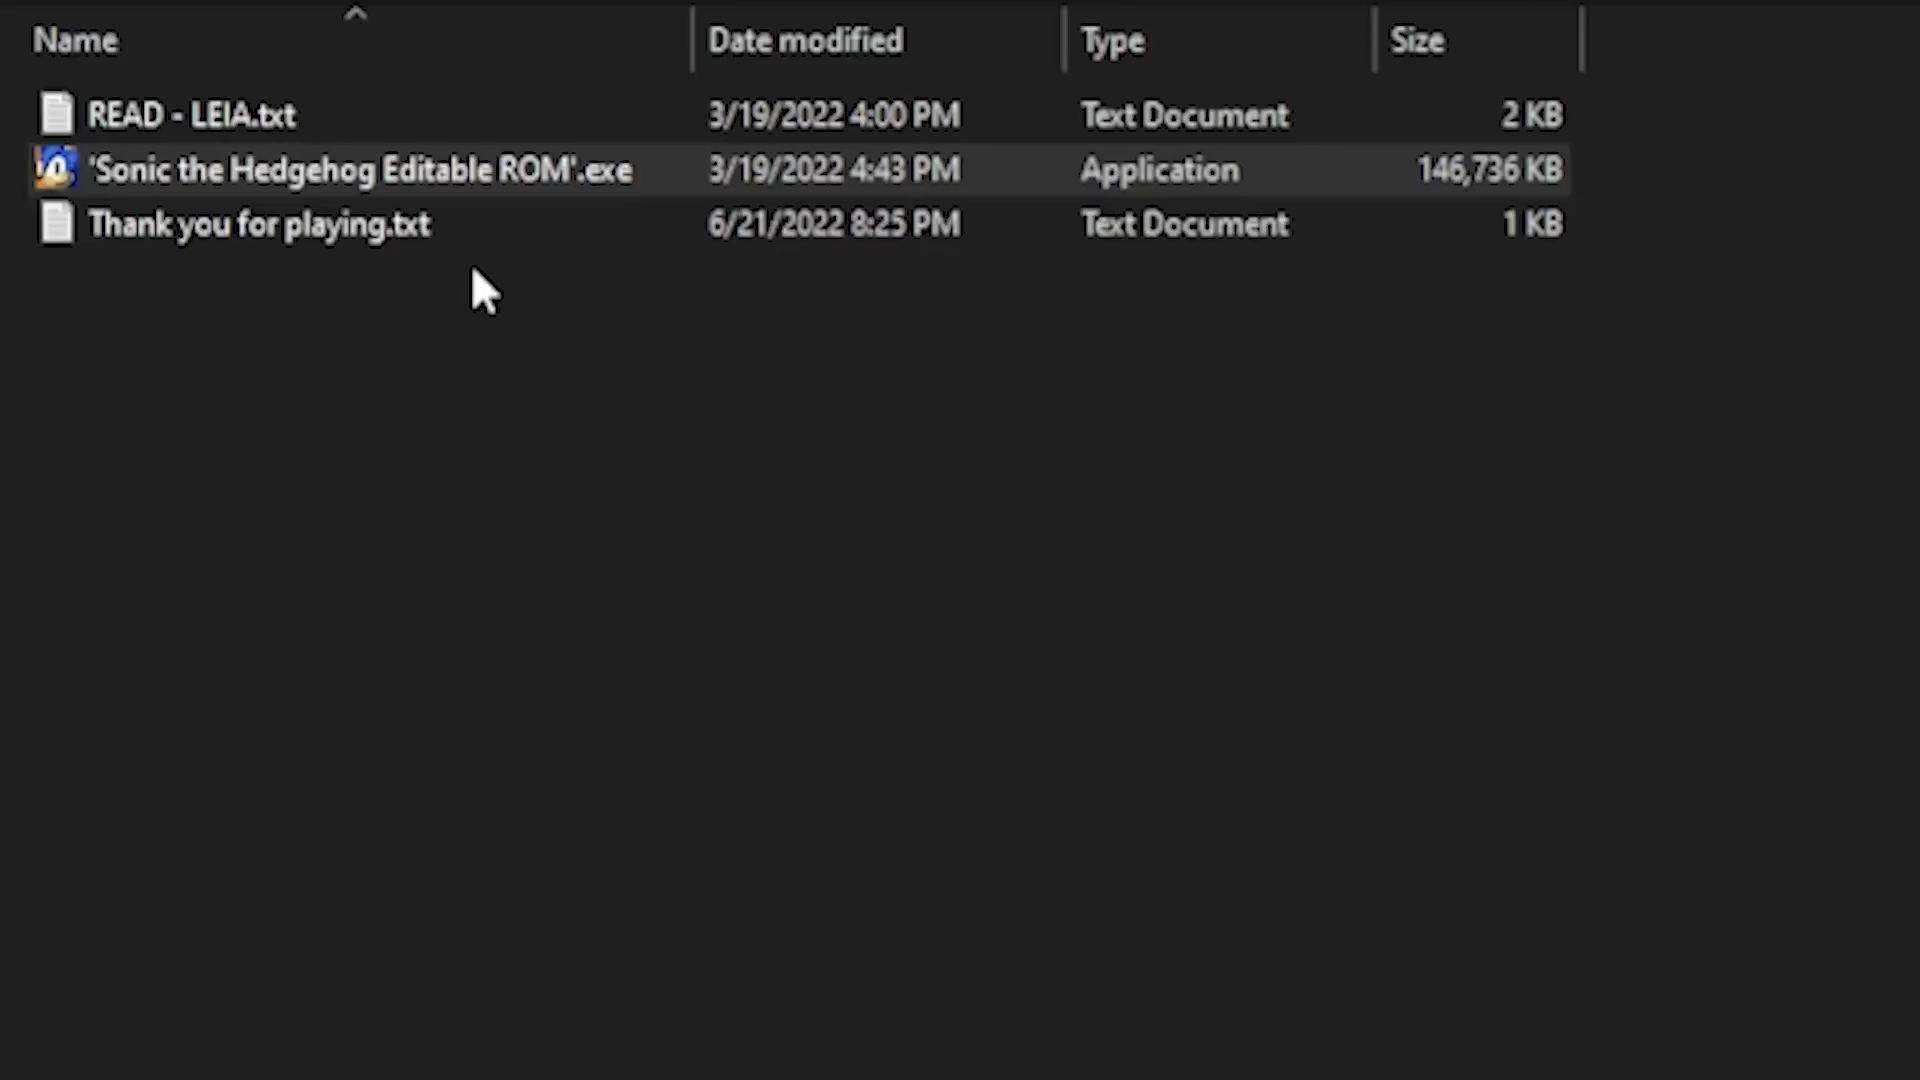 Name Date modified Type Size
READ - LEIA.txt 3/19/2022 4:00 PM Text Document 2 KB
'Sonic the Hedgehog Editable ROM'.exe 3/19/2022 4:43 PM Application 146,736 KB
Thank you for playing.txt 6/21/2022 8:25 PM Text Document 1 KB